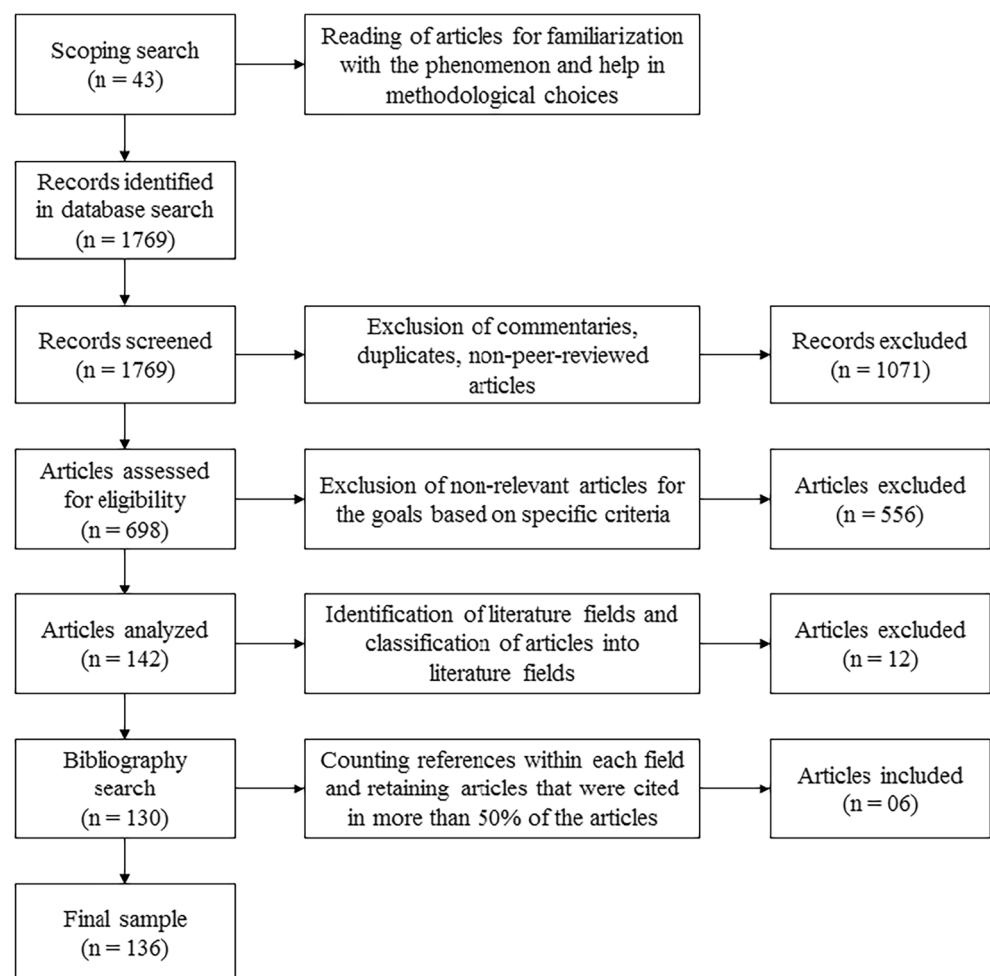 Scoping search
(n = 43)
Reading of articles for familiarization
with the phenomenon and help in
methodological choices
Records identified
in database search
(n = 1769)
Records screened
(n = 1769)
Exclusion of commentaries,
duplicates, non-peer-reviewed
articles
Records excluded
(n = 1071)
Articles assessed
for eligibility
(n = 698)
Exclusion of non-relevant articles for
the goals based on specific criteria
Articles excluded
(n = 556)
Articles analyzed
(n = 142)
Identification of literature fields and
classification of articles into
literature fields
Articles excluded
(n = 12)
Bibliography
search
(n = 130)
Counting references within each field
and retaining articles that were cited
in more than 50% of the articles
Articles included
(n = 06)
Final sample
(n = 136)